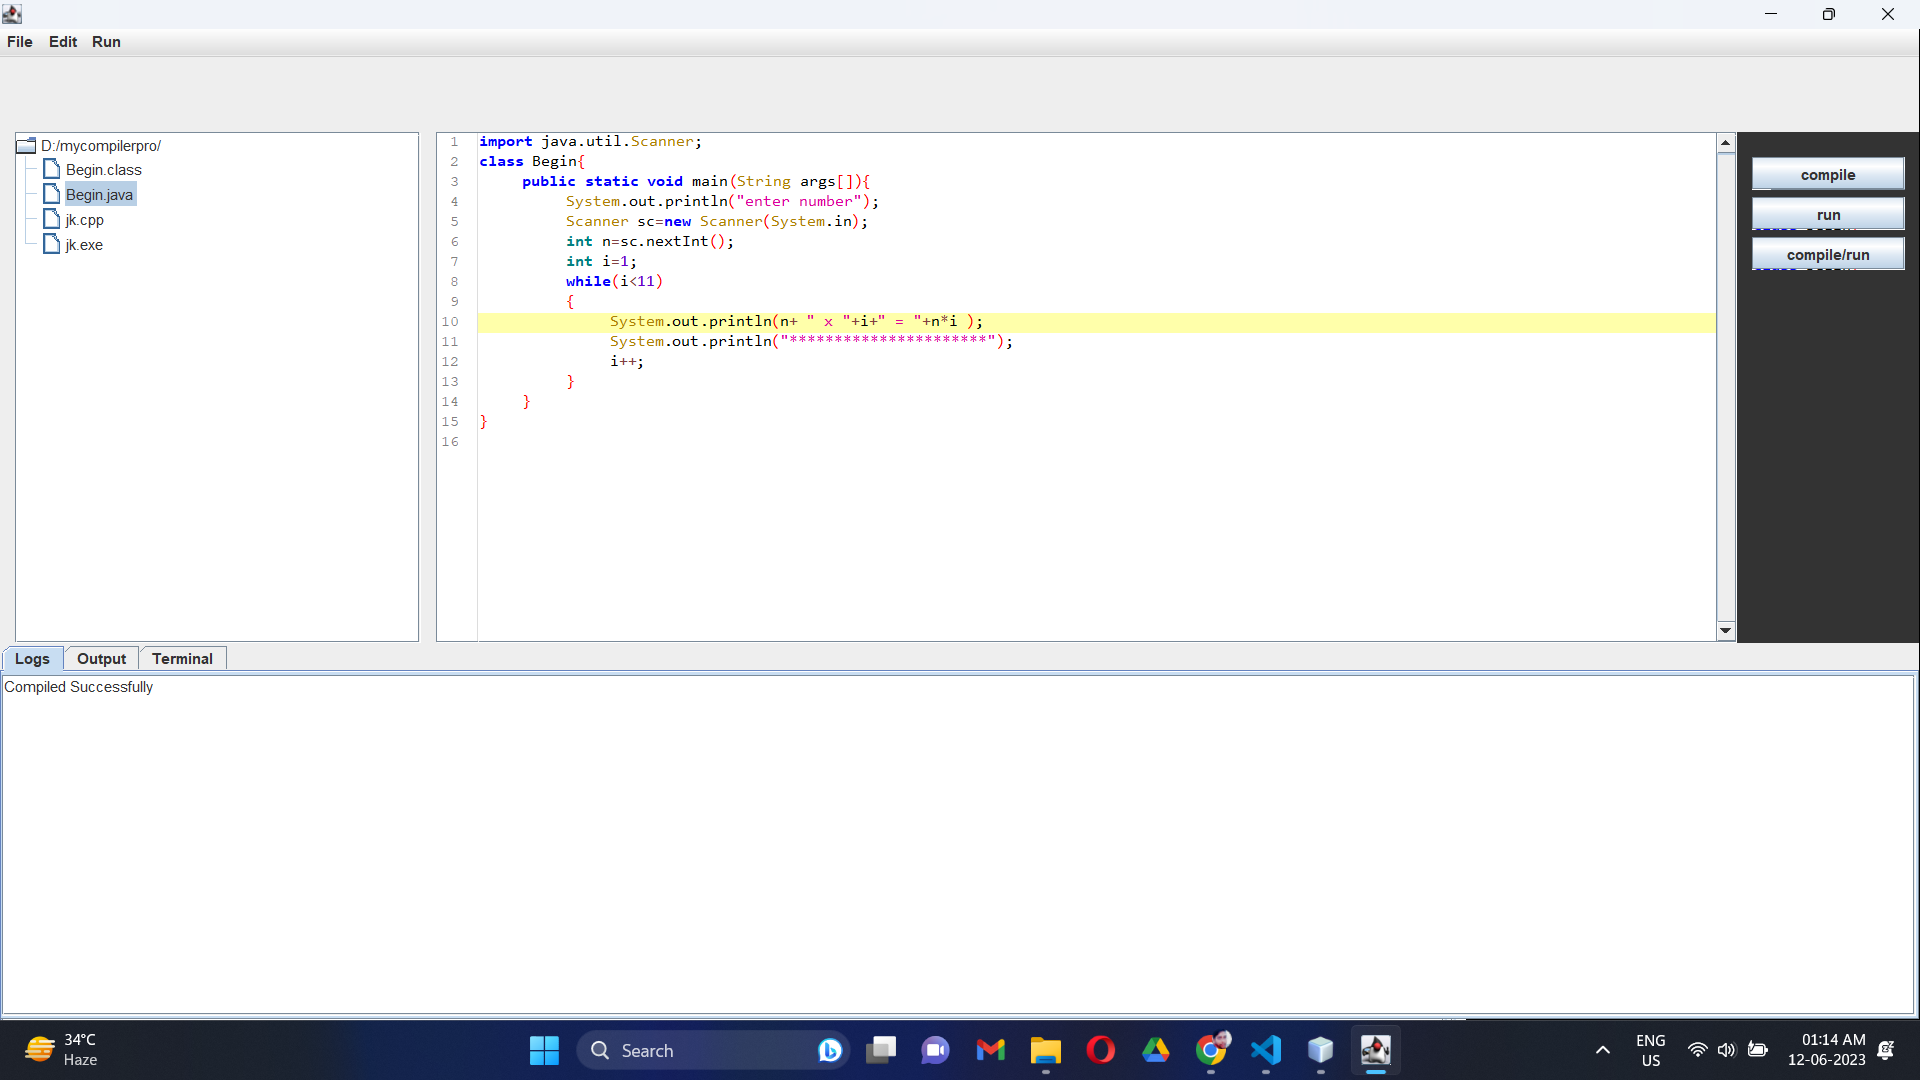 File Edit Run
D:/mycompilerpro/
Begin.class
Begin.java
jk.cpp
jk.exe
1 import java.util.Scanner;
2 class Begin{
3 public static void main(String args[]){
4 System.out.println("enter number");
5 Scanner sc=new Scanner(System.in);
6 int n=sc.nextInt();
7 int i=1;
8 while(i<11)
9 {
10 System.out.println(n+ " x "+i+" = "+n*i );
11 System.out.println("**********************");
12 i++;
13 }
14 }
15 }
16
compile
run
compile/run
Logs Output Terminal
Compiled Successfully
34°C
Haze
Search
ENG
US
01:14 AM
12-06-2023